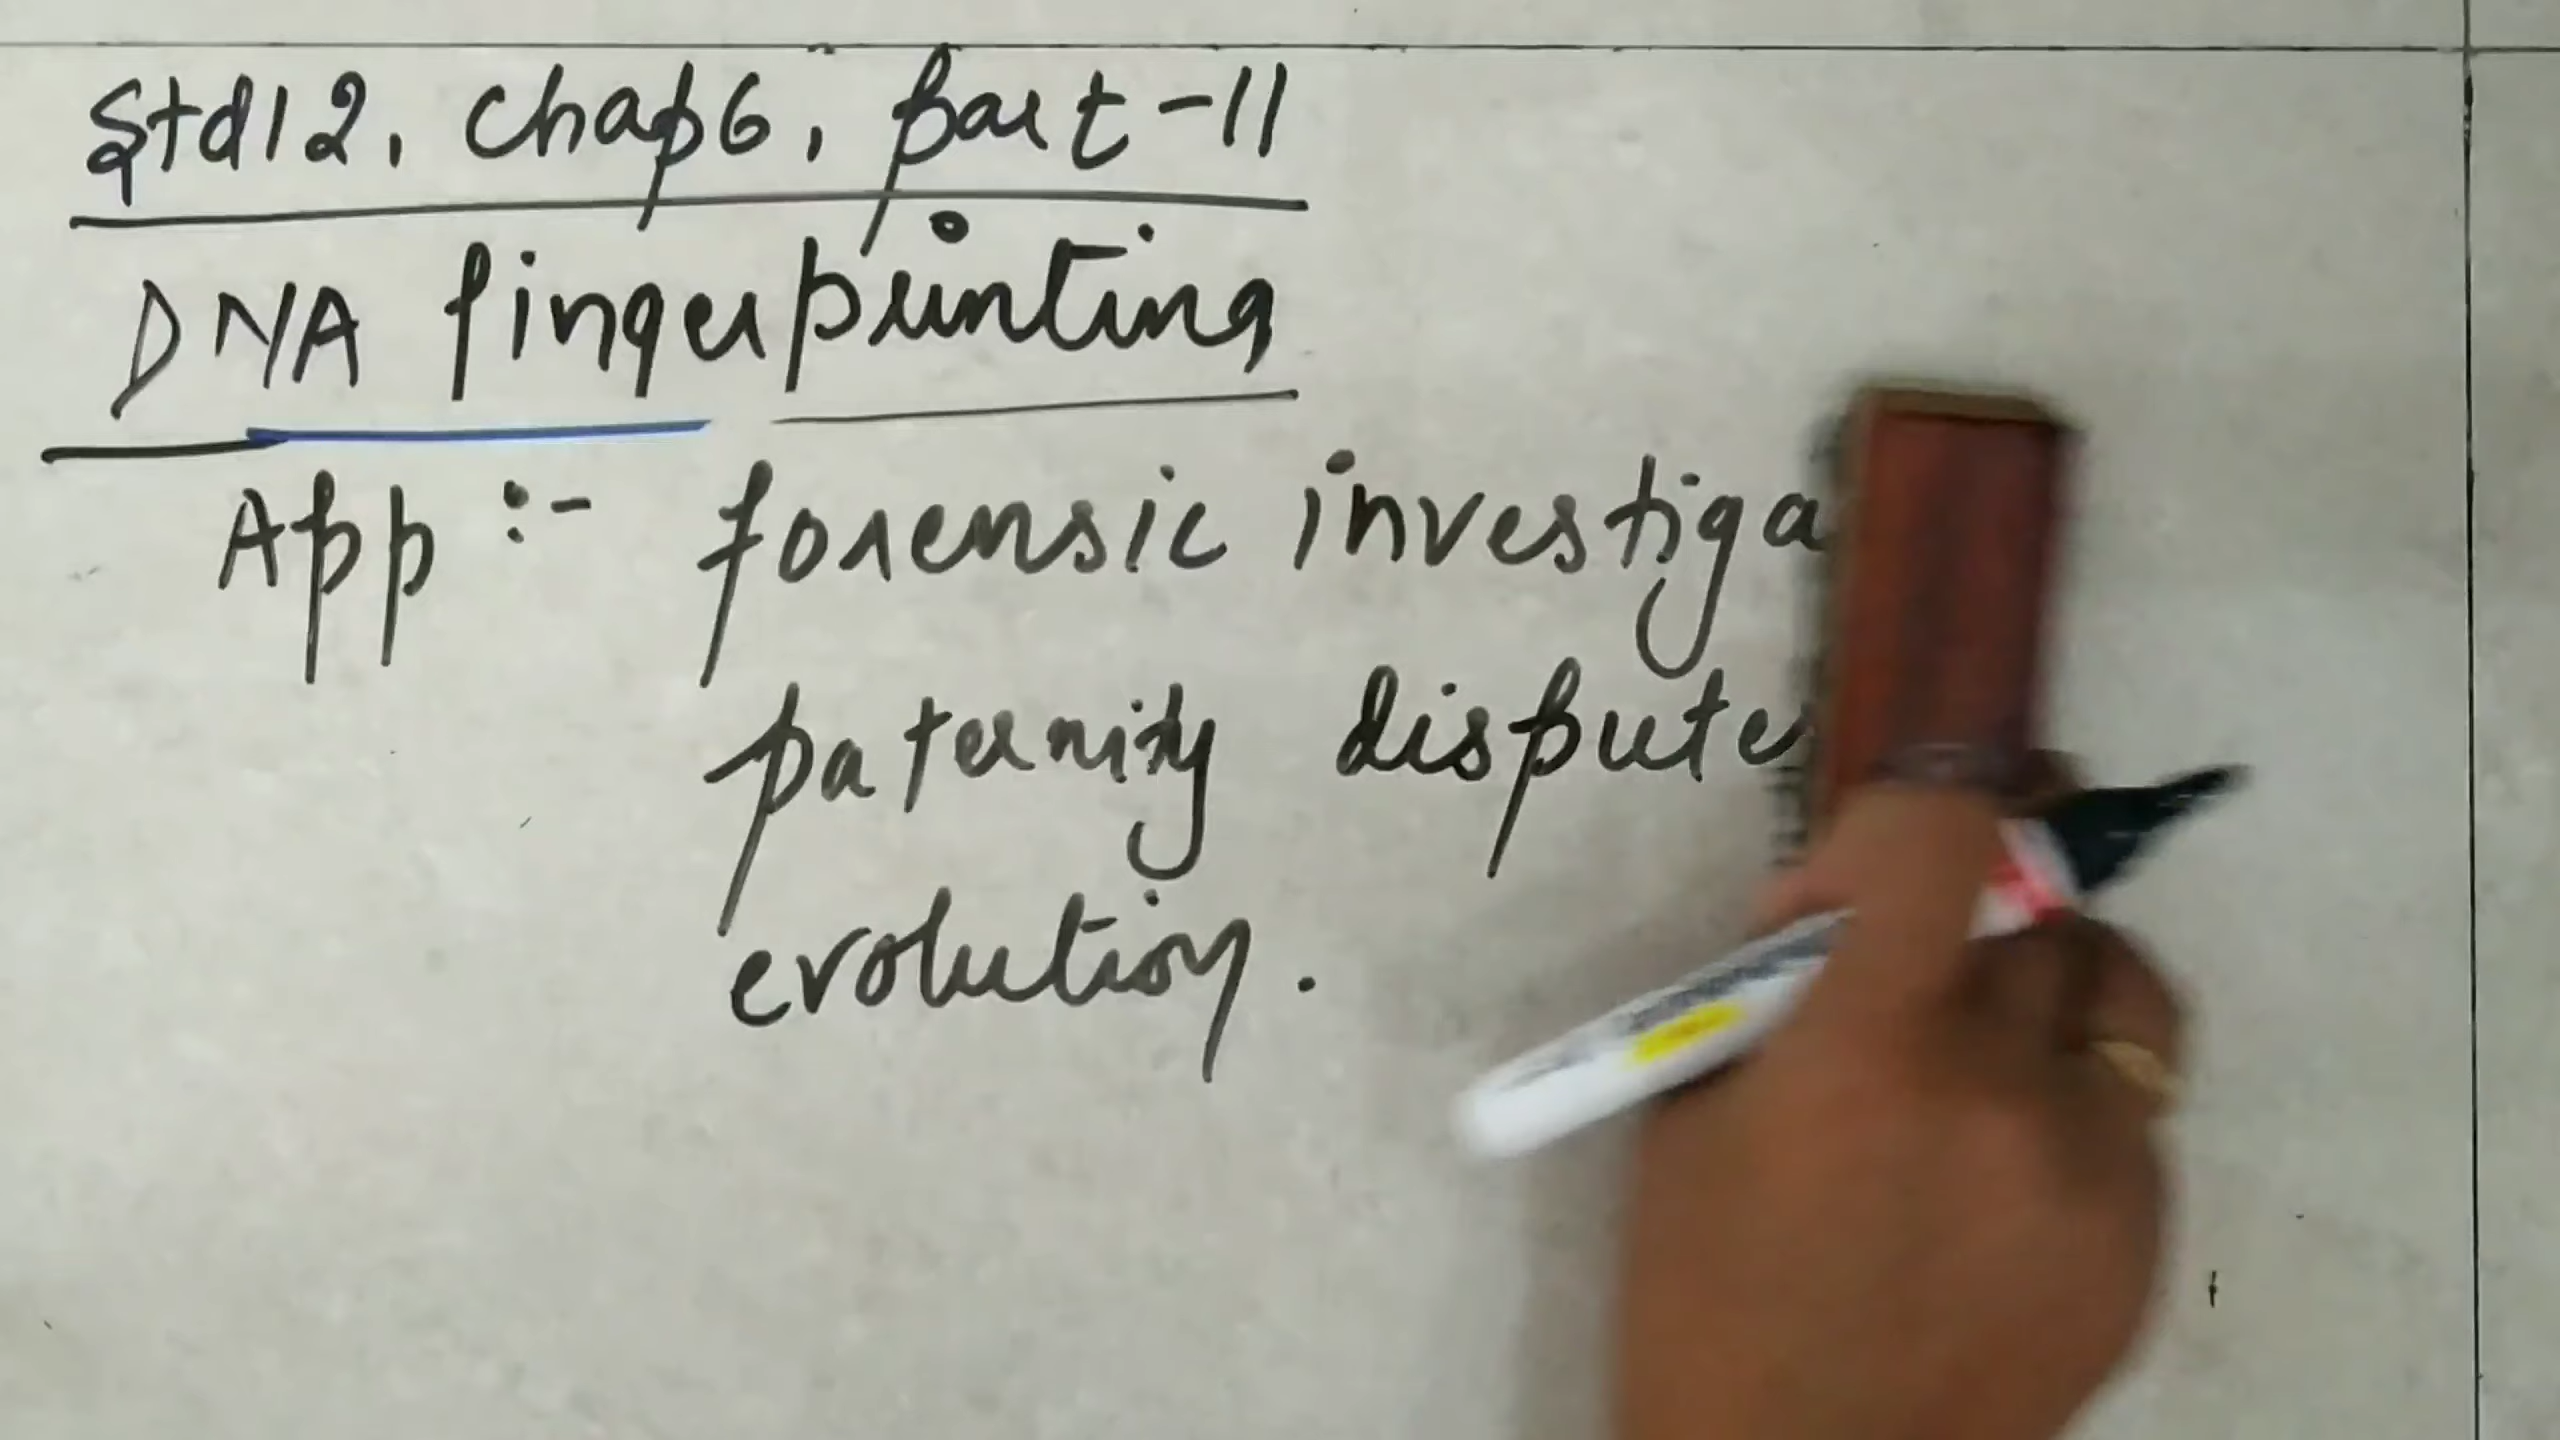 Std12, Chap6, part-11
DNA fingerprinting
App :- forensic investiga
paternity dispute
evolution.